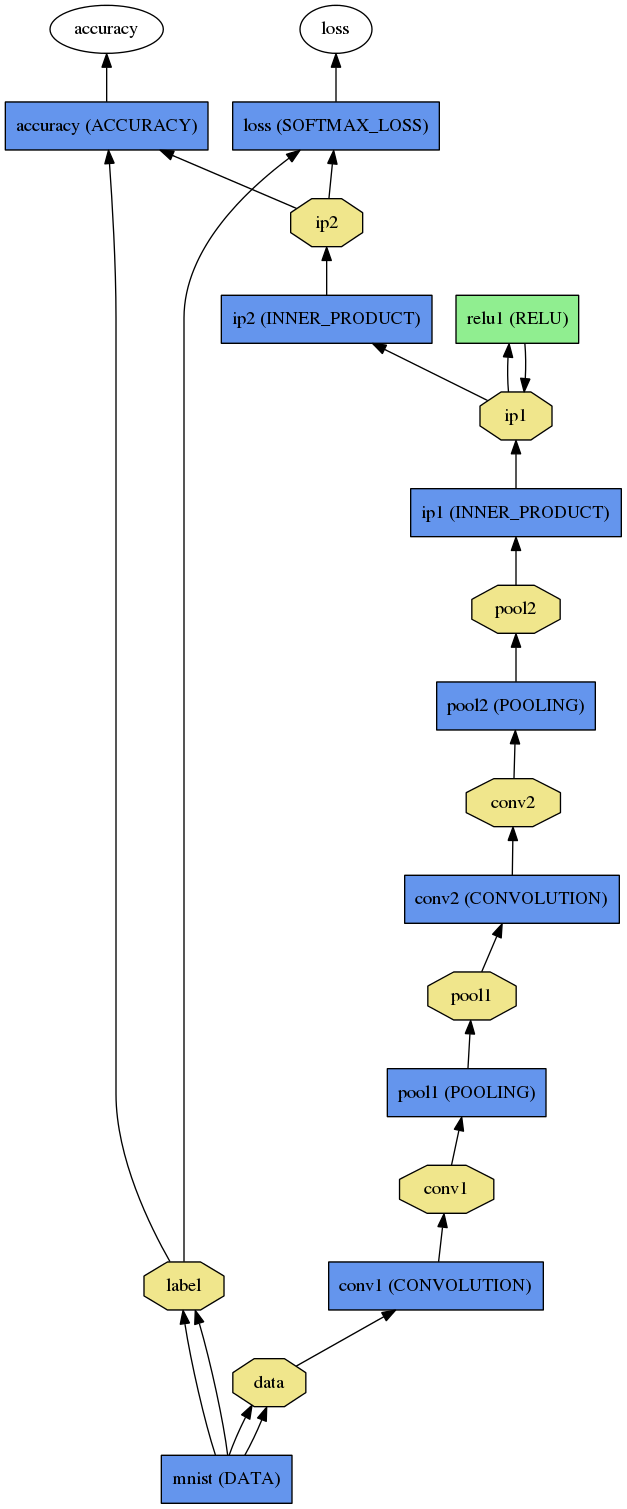 accuracy
loss
accuracy (ACCURACY)
loss (SOFTMAX_LOSS)
ip2
ip2 (INNER_PRODUCT)
relu1 (RELU)
ip1
ip1 (INNER_PRODUCT)
pool2
pool2 (POOLING)
conv2
conv2 (CONVOLUTION)
pool1
pool1 (POOLING)
conv1
label
conv1 (CONVOLUTION)
data
mnist (DATA)